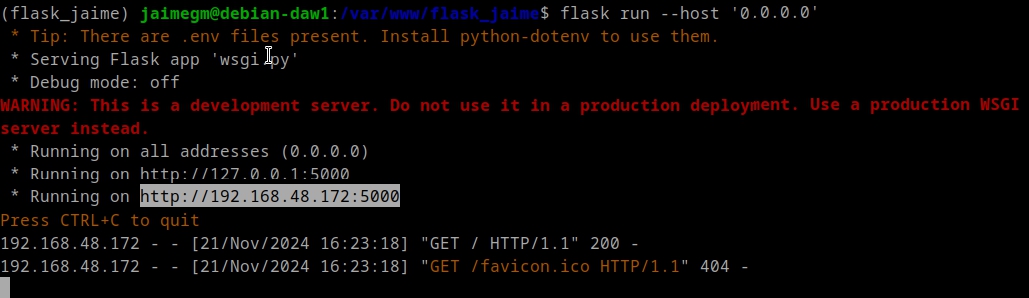 (flask_jaime) jaimegm@debian-daw1:/var/www/flask_jaime$ flask run --host '0.0.0.0'
 * Tip: There are .env files present. Install python-dotenv to use them.
 * Serving Flask app 'wsgi.py'
 * Debug mode: off
WARNING: This is a development server. Do not use it in a production deployment. Use a production WSGI
server instead.
 * Running on all addresses (0.0.0.0)
 * Running on http://127.0.0.1:5000
 * Running on http://192.168.48.172:5000
Press CTRL+C to quit
192.168.48.172 - - [21/Nov/2024 16:23:18] "GET / HTTP/1.1" 200 -
192.168.48.172 - - [21/Nov/2024 16:23:18] "GET /favicon.ico HTTP/1.1" 404 -